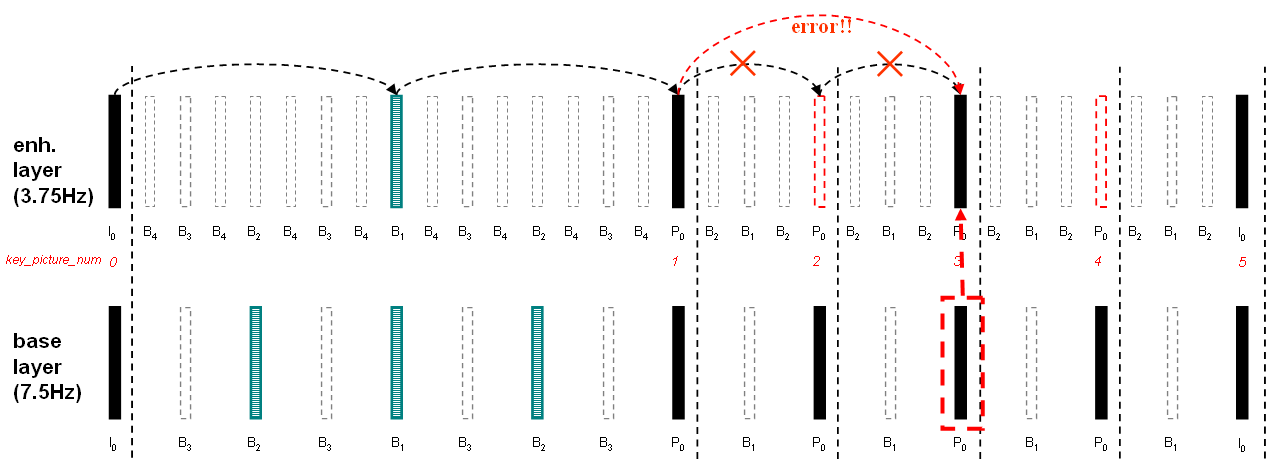 error!!
enh.
layer
(3.75Hz)
I0 B4 B3 B4 B2 B4 B3 B4 B1 B4 B3 B4 B2 B4 B3 B4 P0 B2 B1 B2 P0 B2 B1 B2 P0 B2 B1 B2 P0 B2 B1 B2 I0
key_picture_num 0 1 2 3 4 5
base
layer
(7.5Hz)
I0 B3 B2 B3 B1 B3 B2 B3 P0 B1 P0 B1 P0 B1 P0 B1 I0